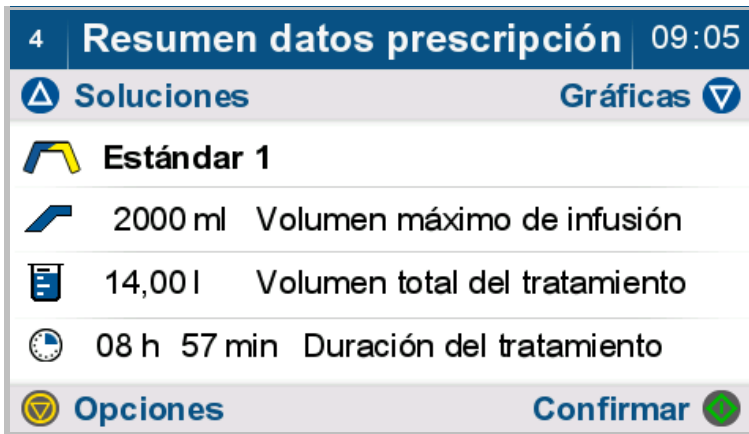 4 Resumen datos prescripción 09:05
Soluciones Gráficas
Estándar 1
2000 ml Volumen máximo de infusión
14,00 l Volumen total del tratamiento
08 h 57 min Duración del tratamiento
Opciones Confirmar